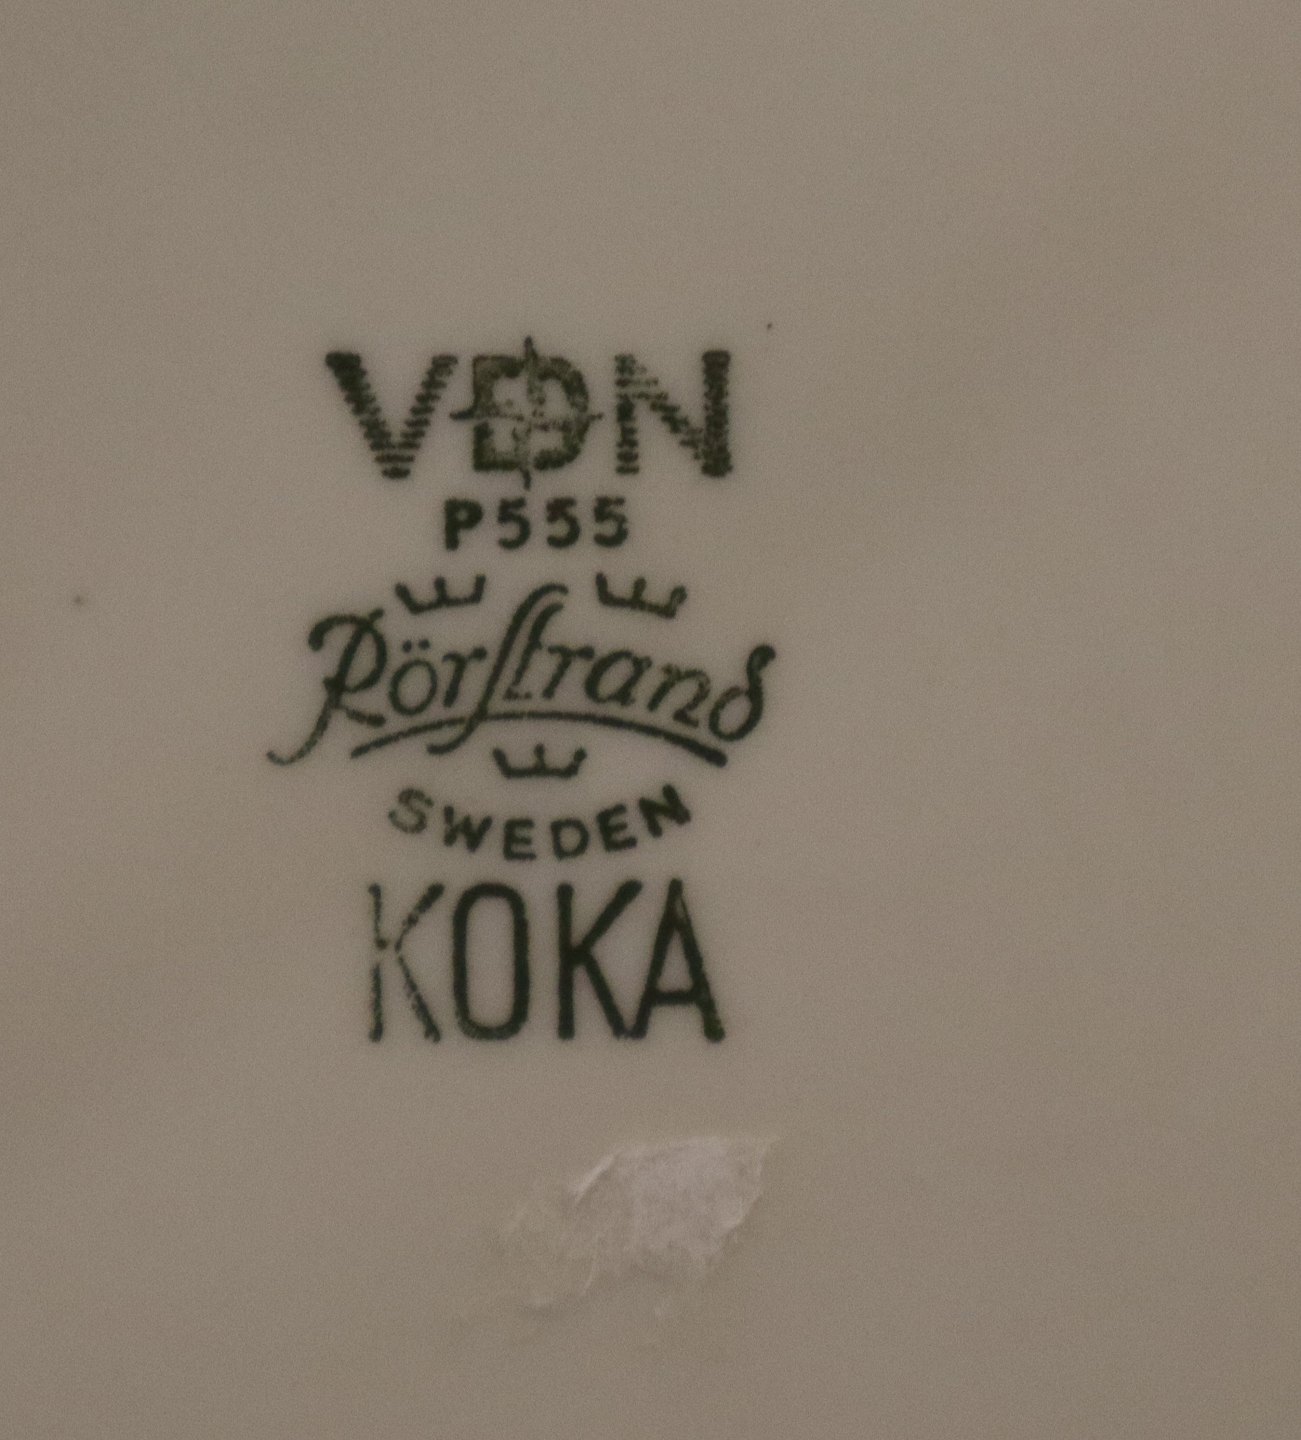 VDN
P555
Rörstrand
SWEDEN
KOKA